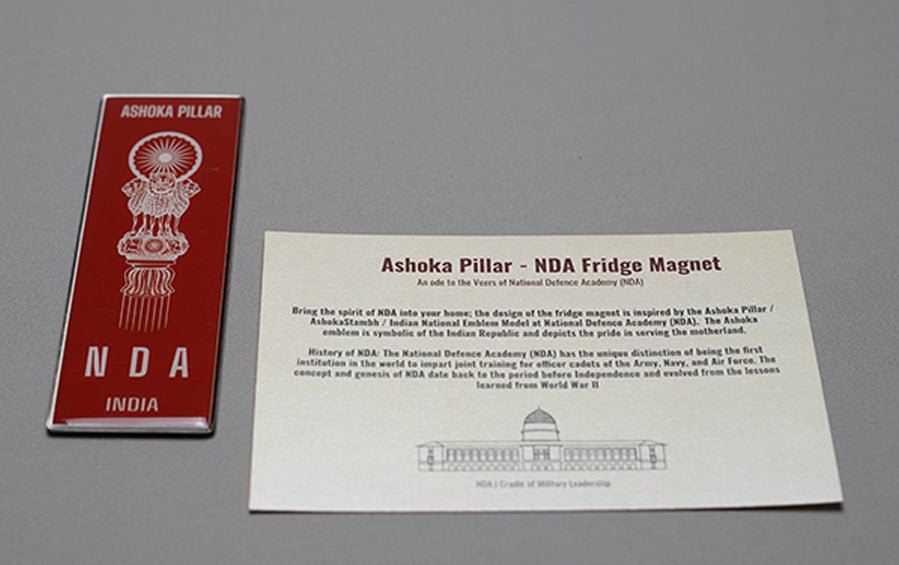 ASHOKA PILLAR
N D A
INDIA
Ashoka Pillar - NDA Fridge Magnet
An ode to the Veers of National Defence Academy (NDA)
Bring the spirit of NDA into your home; the design of the fridge magnet is inspired by the Ashoka Pillar /
AshokaStambh / Indian National Emblem Model at National Defence Academy (NDA). The Ashoka
emblem is symbolic of the Indian Republic and depicts the pride in serving the motherland.
History of NDA: The National Defence Academy (NDA) has the unique distinction of being the first
institution in the world to impart joint training for officer cadets of the Army, Navy, and Air Force. The
concept and genesis of NDA date back to the period before Independence and evolved from the lessons
learned from World War II
NDA | Cradle of Military Leadership